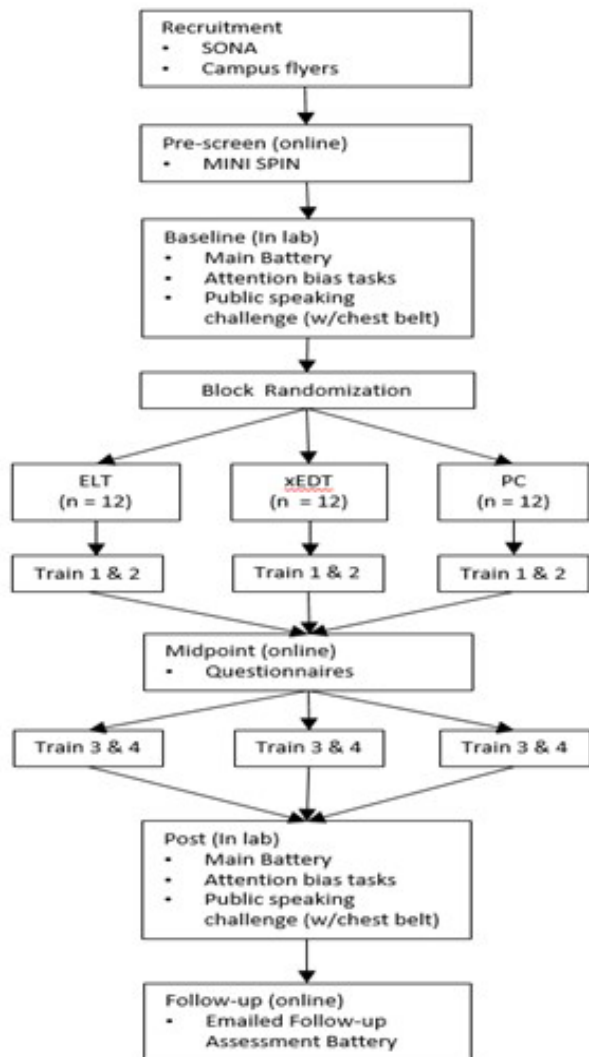 Recruitment
• SONA
• Campus flyers
Pre-screen (online)
• MINI SPIN
Baseline (In lab)
• Main Battery
• Attention bias tasks
• Public speaking
challenge (w/chest belt)
Block Randomization
ELT
(n = 12)
xEDT
(n = 12)
PC
(n = 12)
Train 1 & 2
Train 1 & 2
Train 1 & 2
Midpoint (online)
• Questionnaires
Train 3 & 4
Train 3 & 4
Train 3 & 4
Post (In lab)
• Main Battery
• Attention bias tasks
• Public speaking
challenge (w/chest belt)
Follow-up (online)
• Emailed Follow-up
Assessment Battery